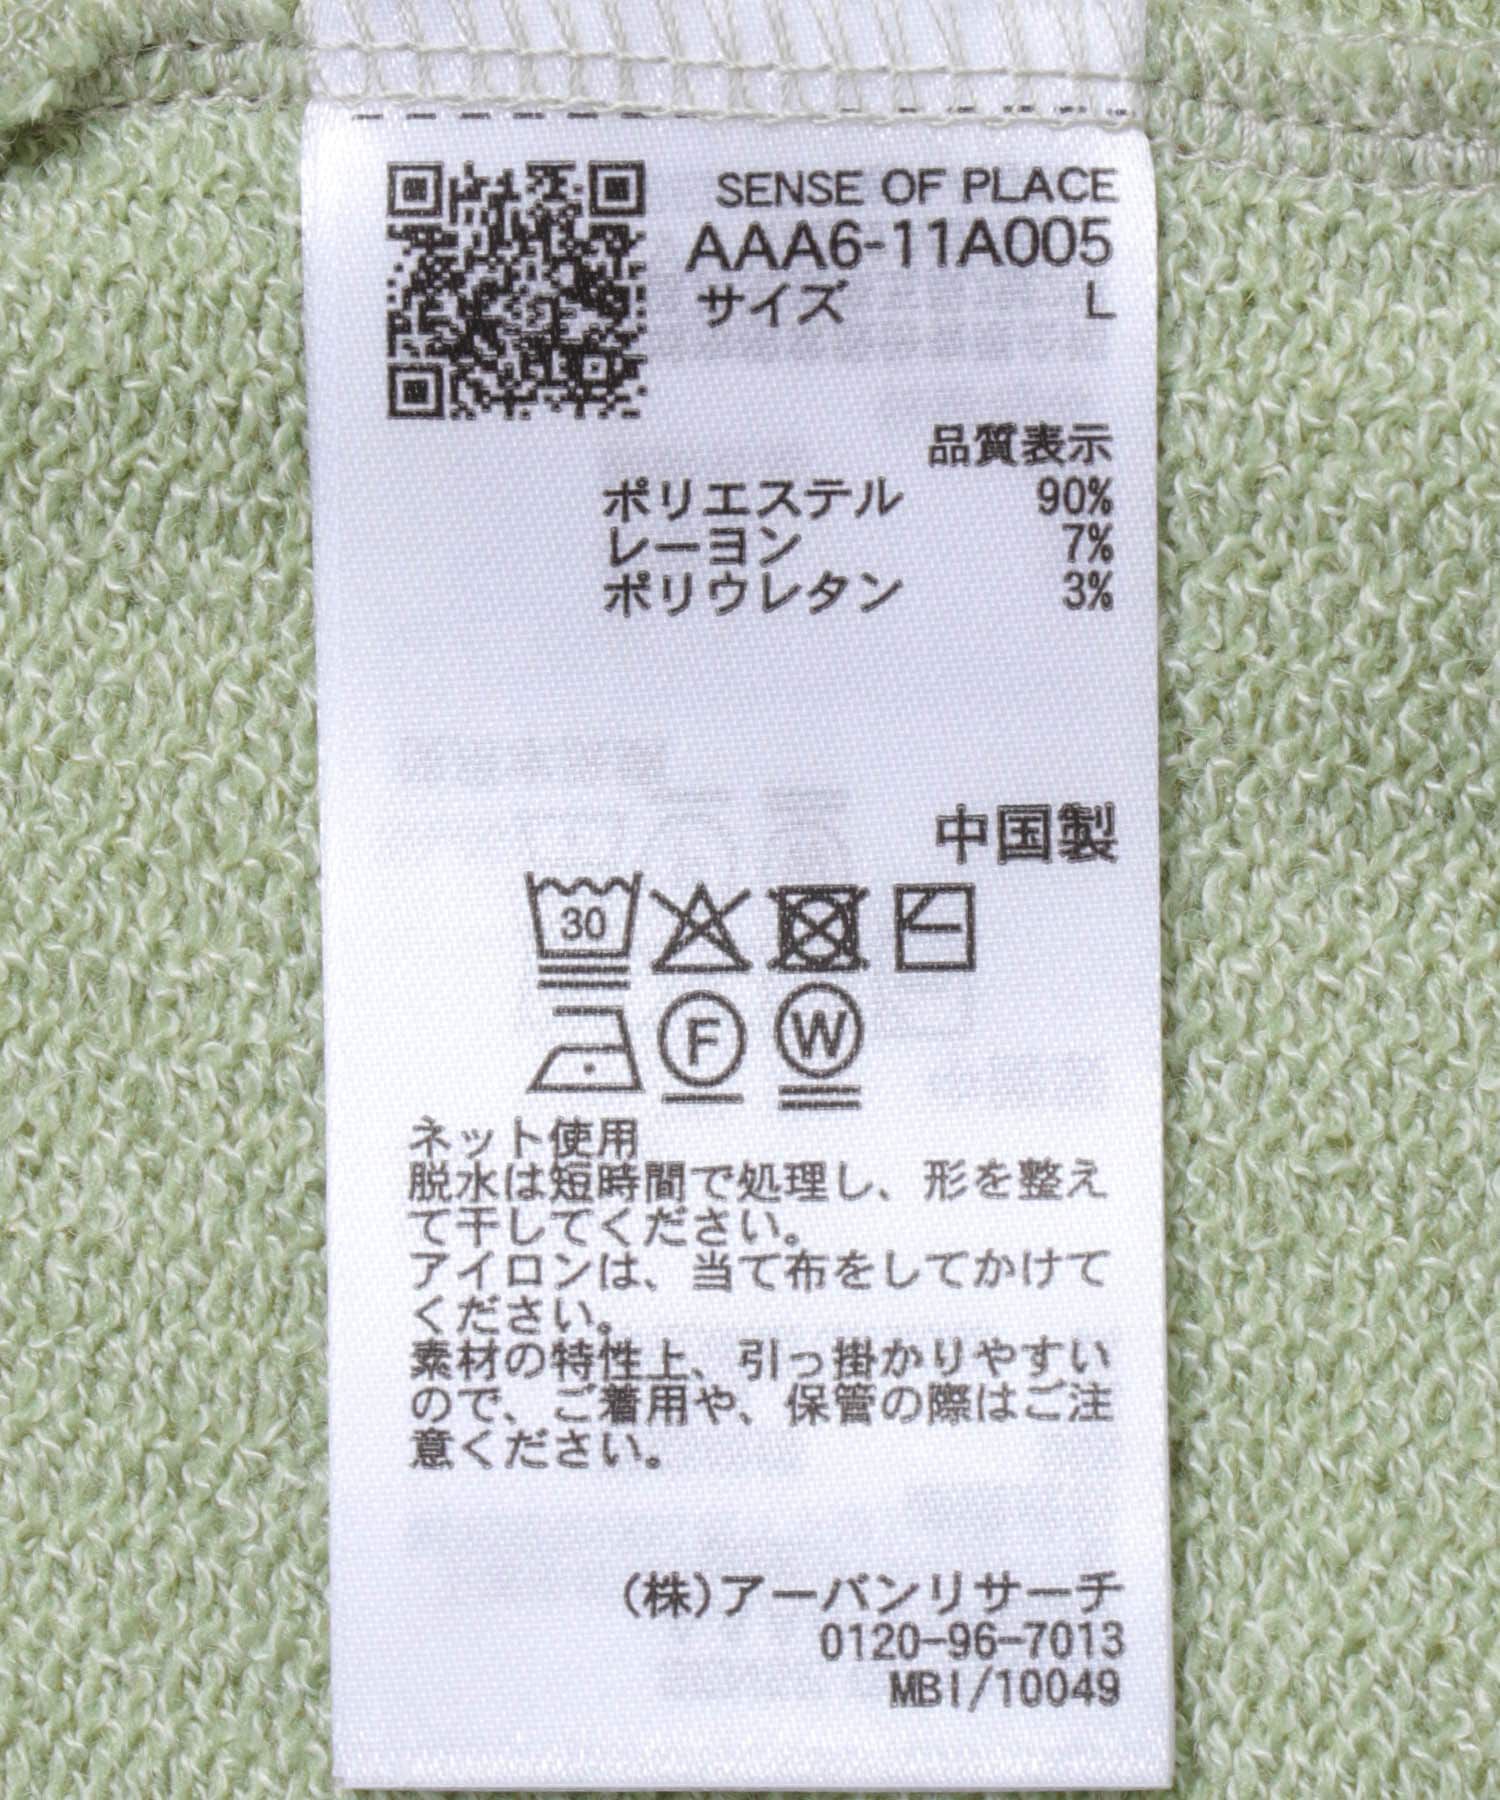 SENSE OF PLACE
AAA6-11A005
サイズ L
品質表示
ポリエステル 90%
レーヨン 7%
ポリウレタン 3%
中国製
30
F W
ネット使用
脱水は短時間で処理し、形を整え
て干してください。
アイロンは、当て布をしてかけて
ください。
素材の特性上、引っ掛かりやすい
ので、ご着用や、保管の際はご注
意ください。
(株)アーバンリサーチ
0120-96-7013
MBI/10049